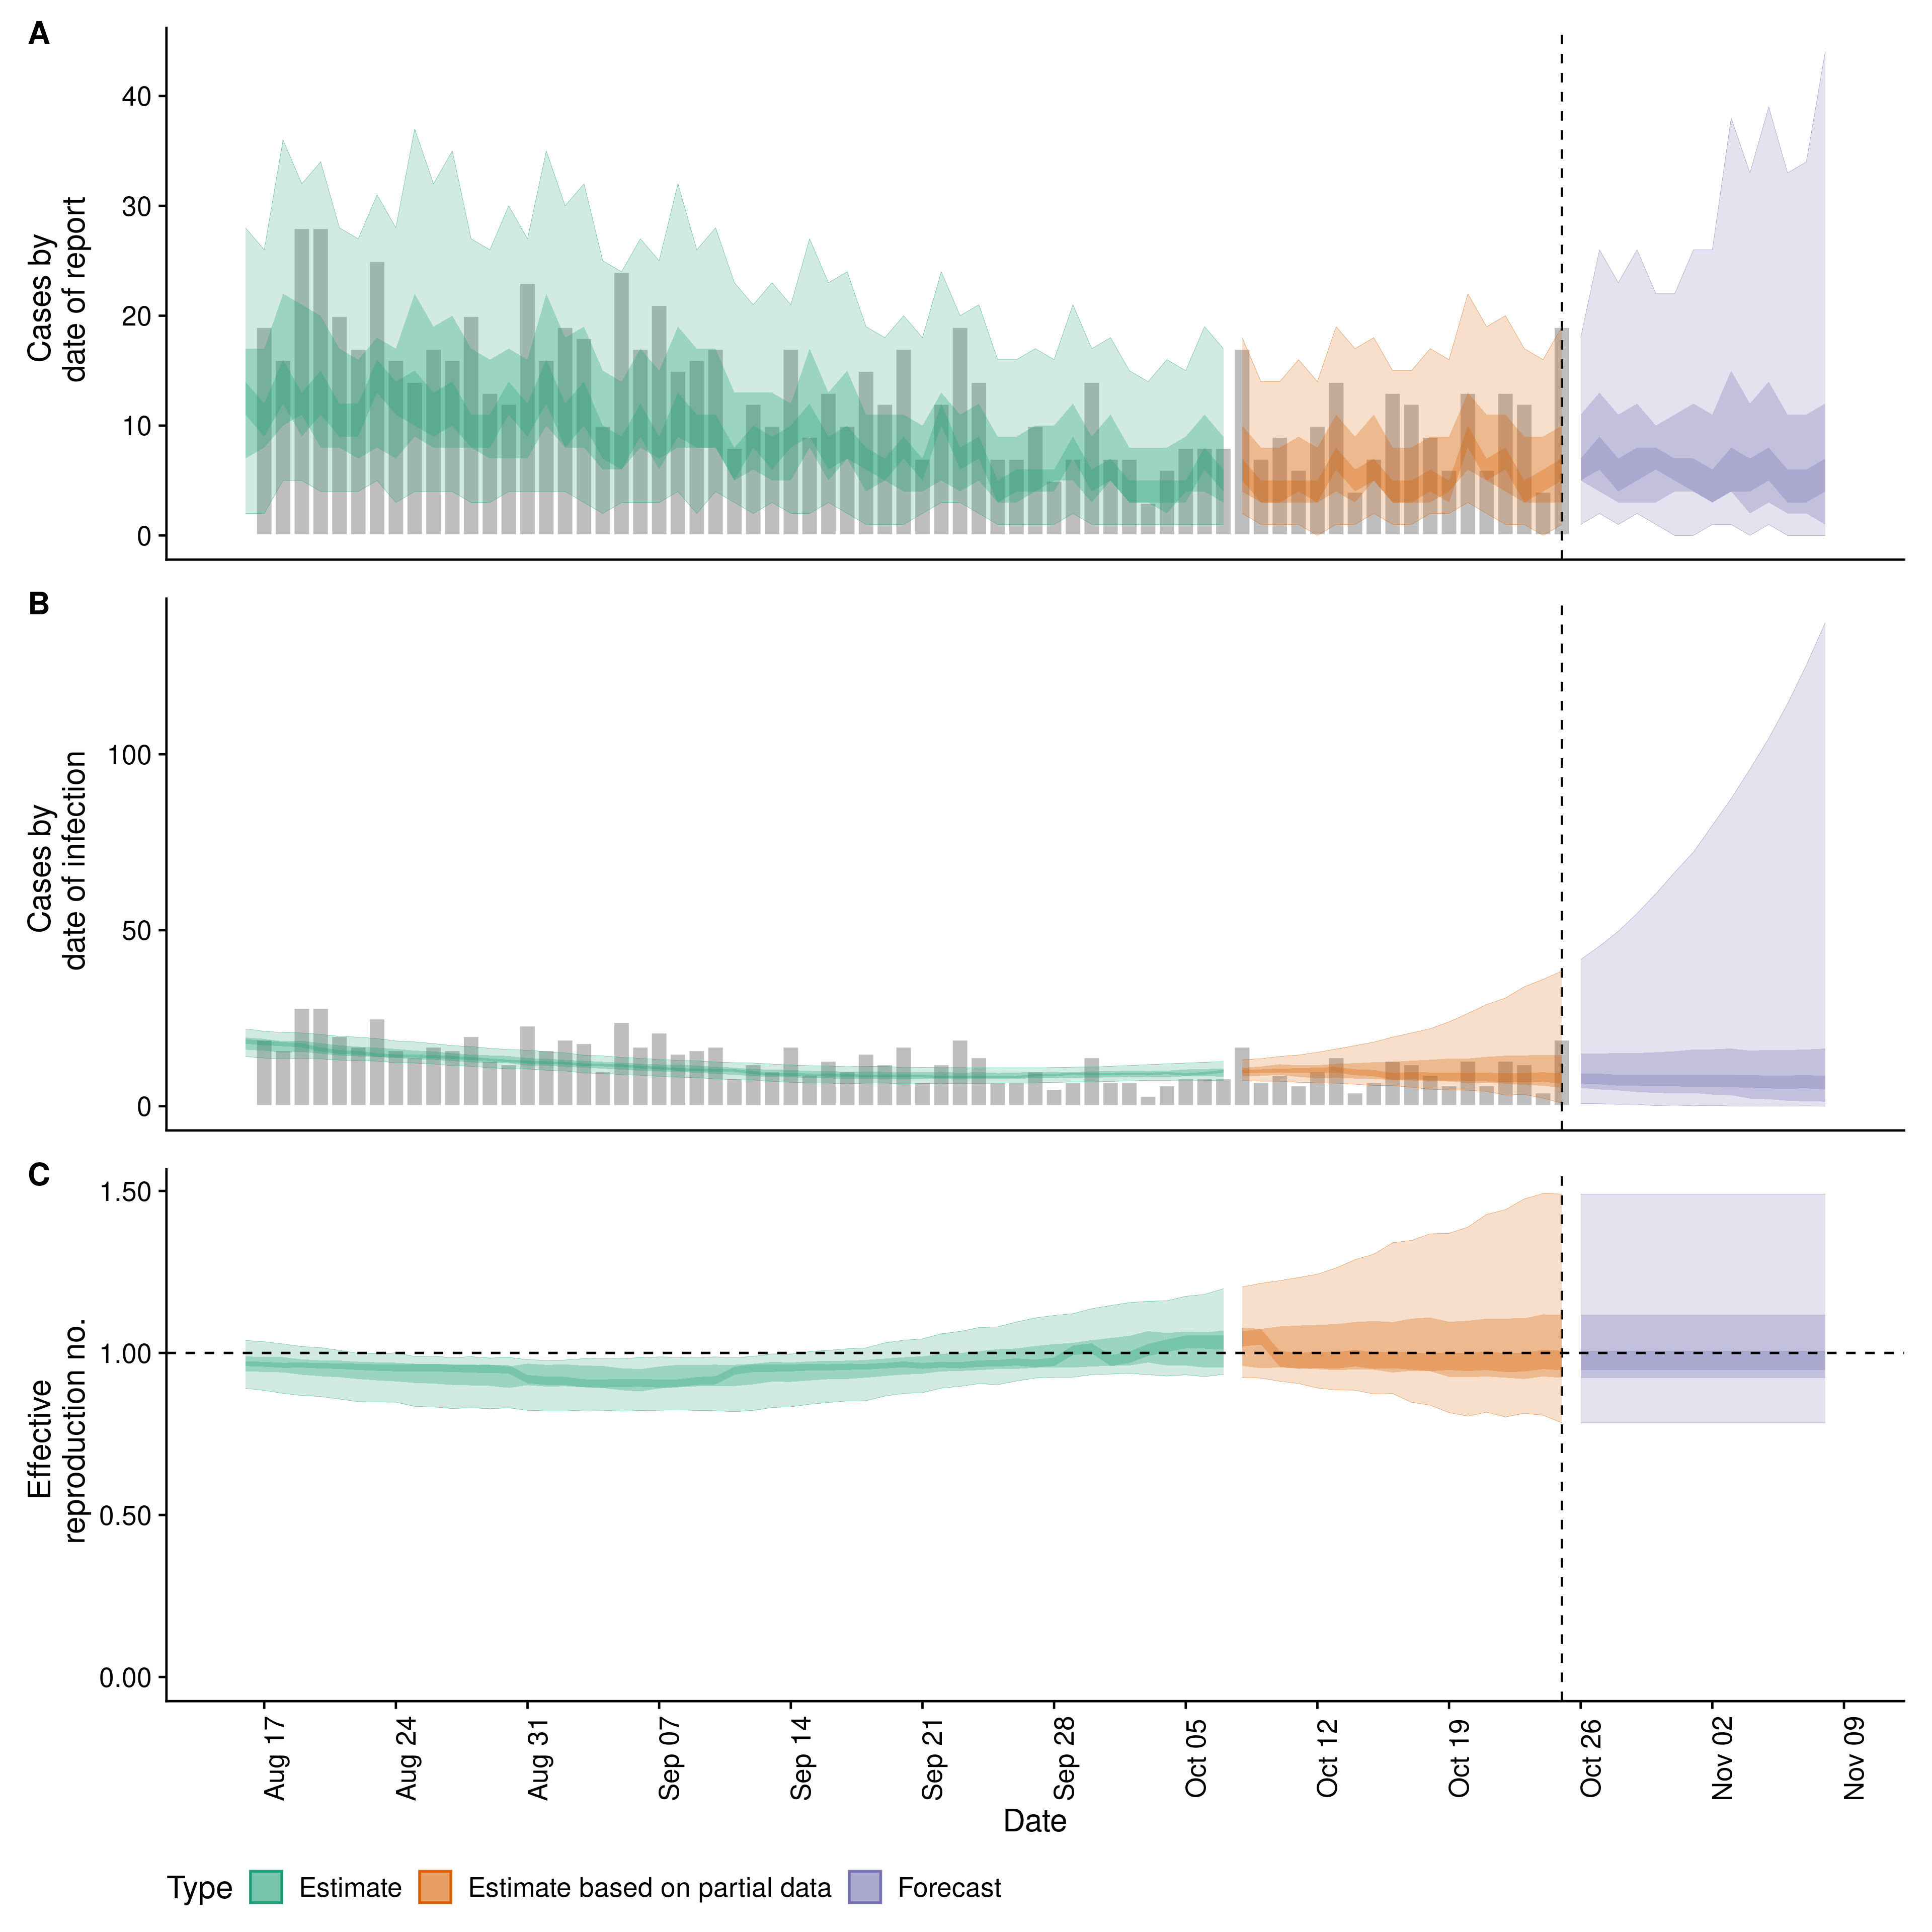 A
Cases by
date of report
40
30
20
10
0
B
Cases by
date of infection
100
50
0
C
Effective
reproduction no.
1.50
1.00
0.50
0.00
Aug 17
Aug 24
Aug 31
Sep 07
Sep 14
Sep 21
Sep 28
Oct 05
Oct 12
Oct 19
Oct 26
Nov 02
Nov 09
Date
Type Estimate Estimate based on partial data Forecast